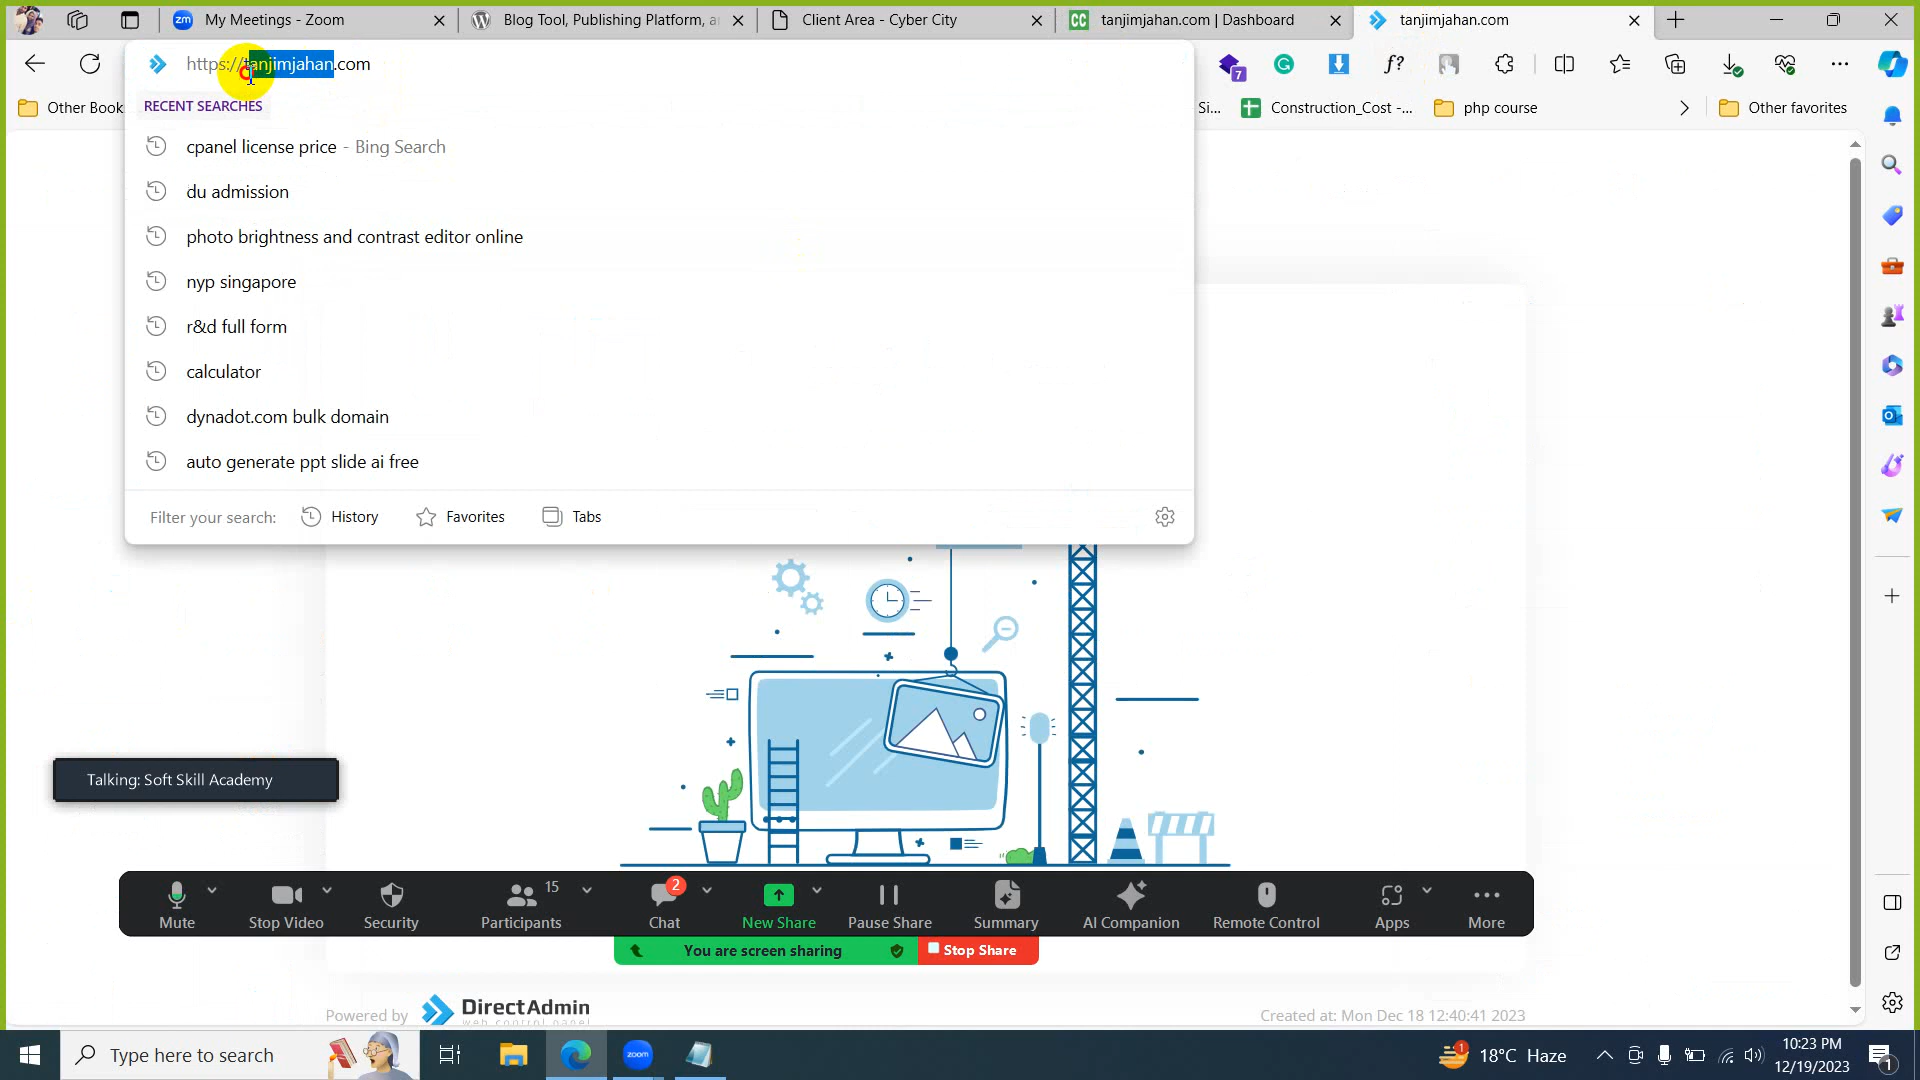 My Meetings - Zoom
Blog Tool, Publishing Platform, a
Client Area - Cyber City
CC
tanjimjahan.com | Dashboard
tanjimjahan.com
https://tanjimjahan.com
7
f?
Other Book
Si...
Construction_Cost -...
php course
Other favorites
RECENT SEARCHES
cpanel license price - Bing Search
du admission
photo brightness and contrast editor online
nyp singapore
r&d full form
calculator
dynadot.com bulk domain
auto generate ppt slide ai free
Filter your search:
History
Favorites
Tabs
Talking: Soft Skill Academy
15
2
Mute
Stop Video
Security
Participants
Chat
New Share
Pause Share
Summary
AI Companion
Remote Control
Apps
More
You are screen sharing
Stop Share
Powered by
DirectAdmin
web control panel
Created at: Mon Dec 18 12:40:41 2023
Type here to search
zoom
1
18°C Haze
10:23 PM
12/19/2023
1